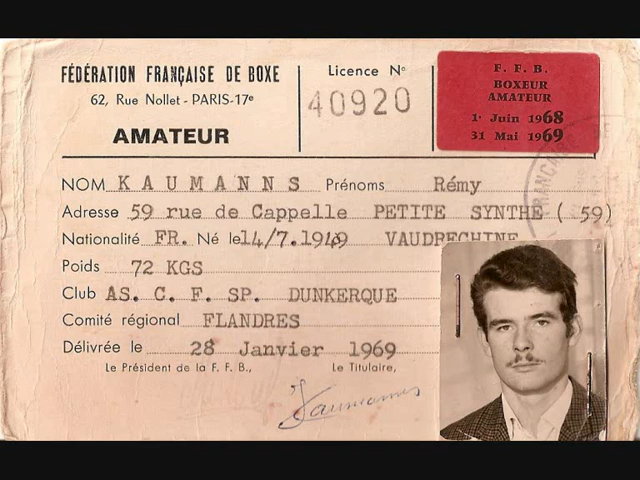 FÉDÉRATION FRANÇAISE DE BOXE
62, Rue Nollet - PARIS-17e
AMATEUR
Licence No
40920
F. F. B.
BOXEUR
AMATEUR
1er Juin 1968
31 Mai 1969
NOM KAUMANNS Prénoms Rémy
Adresse 59 rue de Cappelle PETITE SYNTHE ( 59)
Nationalité FR. Né le 14/7.1949 VAUDRECHINE
Poids 72 KGS
Club AS. C. F. SP. DUNKERQUE
Comité régional FLANDRES
Délivrée le 28 Janvier 1969
Le Président de la F. F. B., Le Titulaire,
Kaumanns